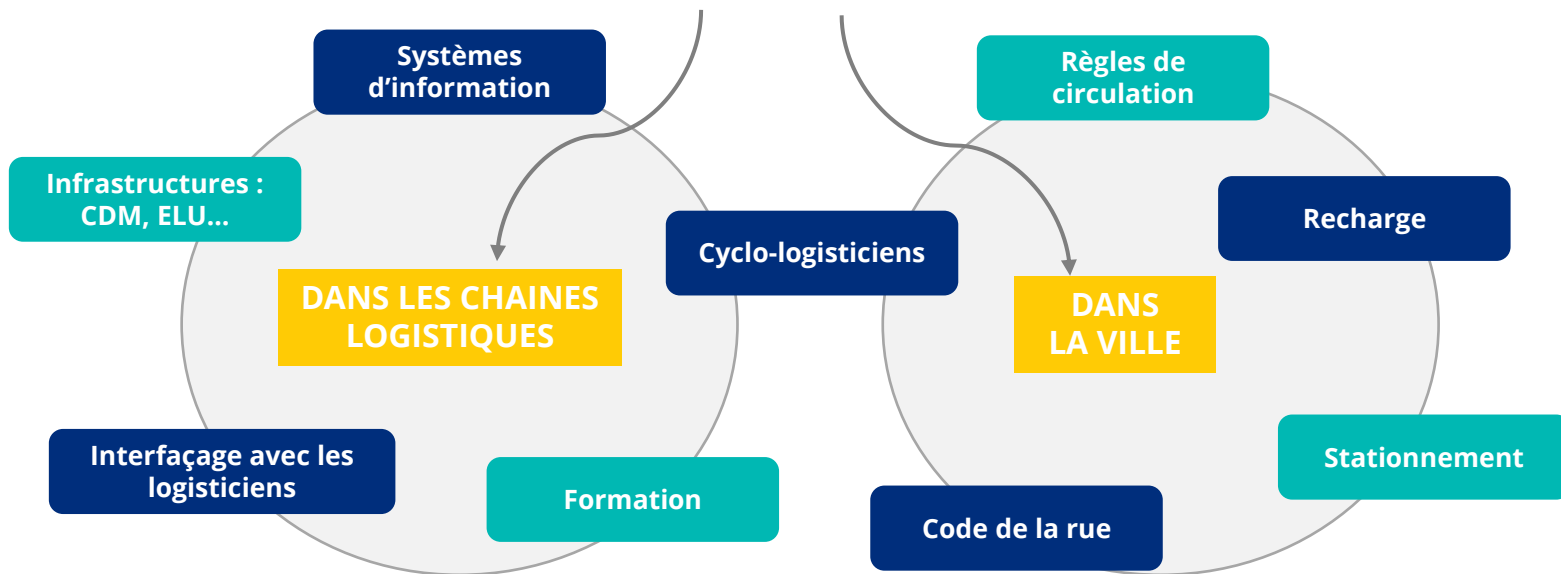 Systèmes
d’information
Règles de
circulation
Infrastructures :
CDM, ELU…
Recharge
Cyclo-logisticiens
DANS LES CHAINES
LOGISTIQUES
DANS
LA VILLE
Interfaçage avec les
logisticiens
Formation
Stationnement
Code de la rue